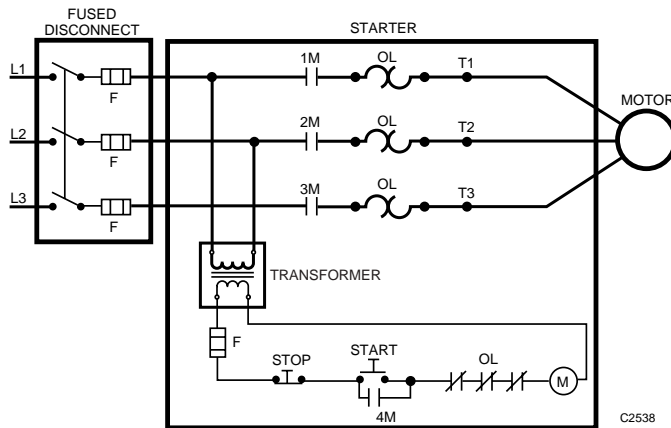 FUSED
DISCONNECT
STARTER
L1
F
1M
OL
T1
MOTOR
L2
F
2M
OL
T2
L3
F
3M
OL
T3
TRANSFORMER
F
STOP
START
OL
M
4M
C2538